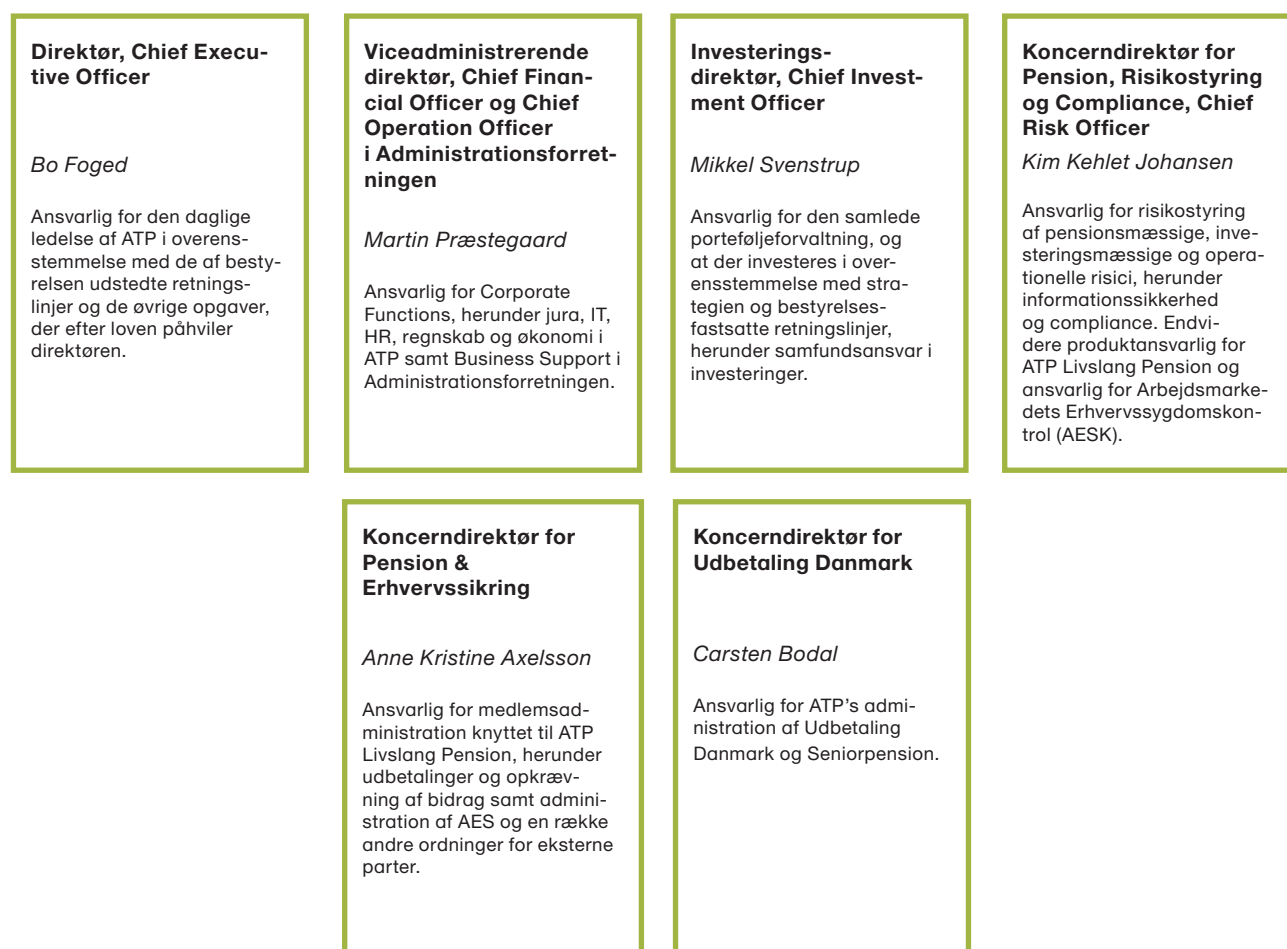 Direktør, Chief Execu-
tive Officer
Bo Foged
Ansvarlig for den daglige
ledelse af ATP i overens-
stemmelse med de af besty-
relsen udstedte retnings-
linjer og de øvrige opgaver,
der efter loven påhviler
direktøren.
Viceadministrerende
direktør, Chief Finan-
cial Officer og Chief
Operation Officer
i Administrationsforret-
ningen
Martin Præstegaard
Ansvarlig for Corporate
Functions, herunder jura, IT,
HR, regnskab og økonomi i
ATP samt Business Support i
Administrationsforretningen.
Investerings-
direktør, Chief Invest-
ment Officer
Mikkel Svenstrup
Ansvarlig for den samlede
porteføljeforvaltning, og
at der investeres i over-
ensstemmelse med stra-
tegien og bestyrelses-
fastsatte retningslinjer,
herunder samfundsansvar i
investeringer.
Koncerndirektør for
Pension, Risikostyring
og Compliance, Chief
Risk Officer
Kim Kehlet Johansen
Ansvarlig for risikostyring
af pensionsmæssige, inve-
steringsmæssige og opera-
tionelle risici, herunder
informationssikkerhed
og compliance. Endvi-
dere produktansvarlig for
ATP Livslang Pension og
ansvarlig for Arbejdsmarke-
dets Erhvervssygdomskon-
trol (AESK).
Koncerndirektør for
Pension &
Erhvervssikring
Anne Kristine Axelsson
Ansvarlig for medlemsad-
ministration knyttet til ATP
Livslang Pension, herunder
udbetalinger og opkræv-
ning af bidrag samt admini-
stration af AES og en række
andre ordninger for eksterne
parter.
Koncerndirektør for
Udbetaling Danmark
Carsten Bodal
Ansvarlig for ATP’s admi-
nistration af Udbetaling
Danmark og Seniorpension.